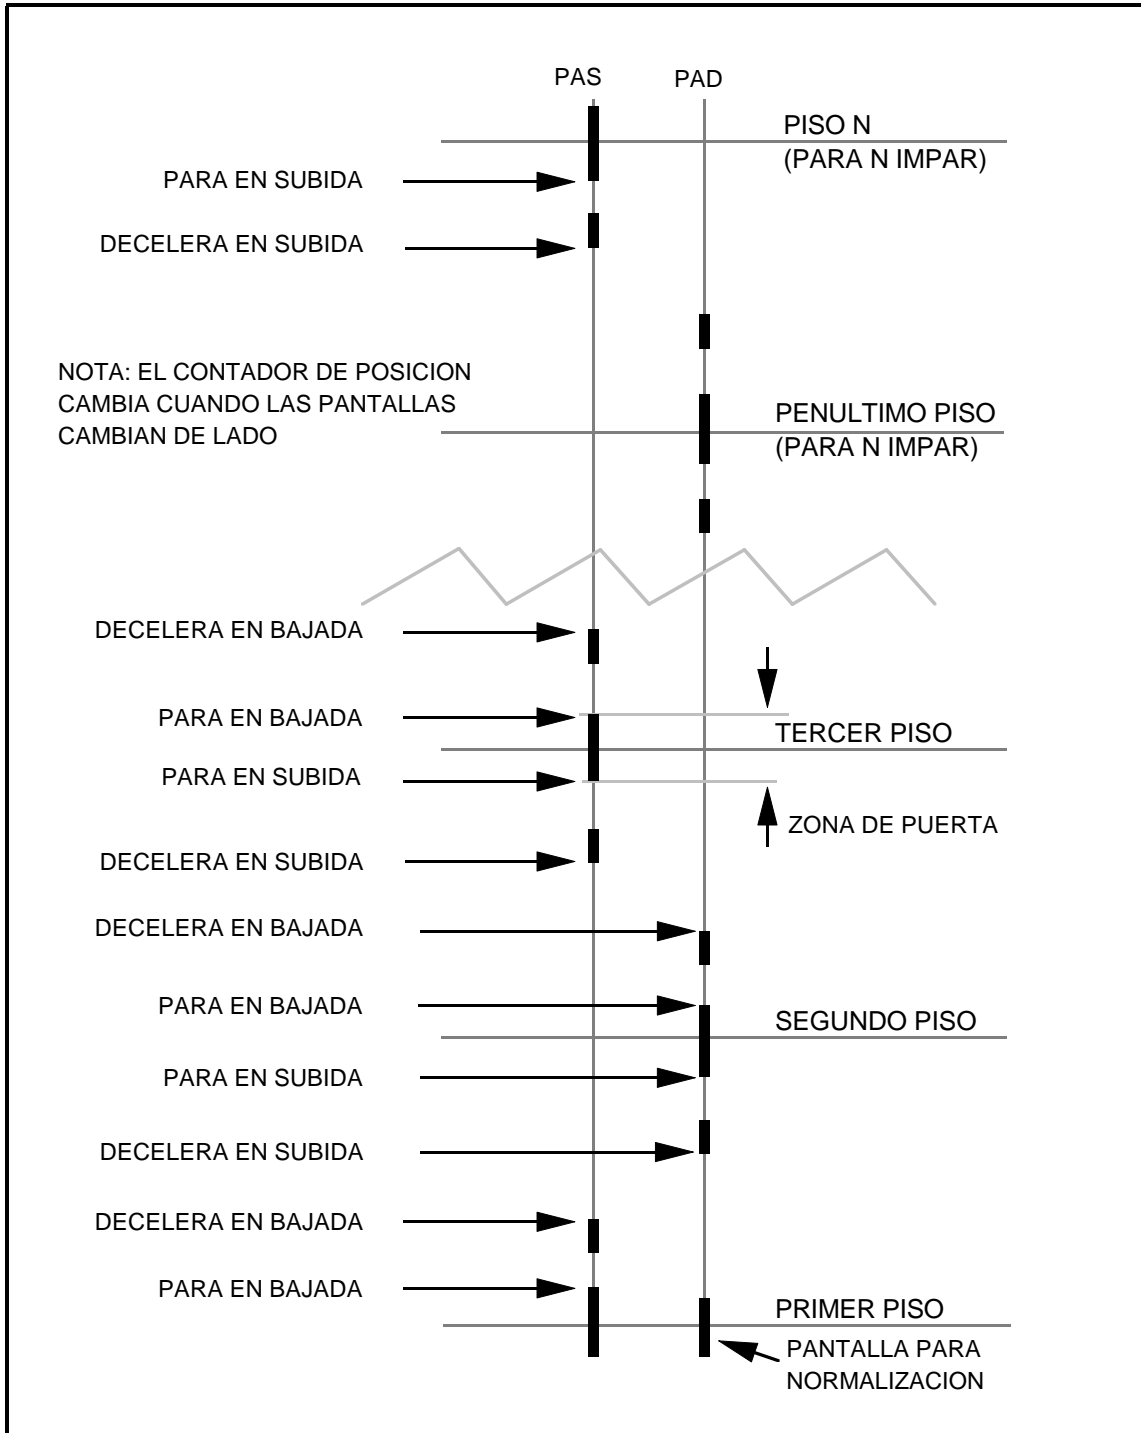 PAS
PAD
PISO N
(PARA N IMPAR)
PARA EN SUBIDA
DECELERA EN SUBIDA
NOTA: EL CONTADOR DE POSICION
CAMBIA CUANDO LAS PANTALLAS
CAMBIAN DE LADO
PENULTIMO PISO
(PARA N IMPAR)
DECELERA EN BAJADA
PARA EN BAJADA
TERCER PISO
PARA EN SUBIDA
ZONA DE PUERTA
DECELERA EN SUBIDA
DECELERA EN BAJADA
PARA EN BAJADA
SEGUNDO PISO
PARA EN SUBIDA
DECELERA EN SUBIDA
DECELERA EN BAJADA
PARA EN BAJADA
PRIMER PISO
PANTALLA PARA
NORMALIZACION